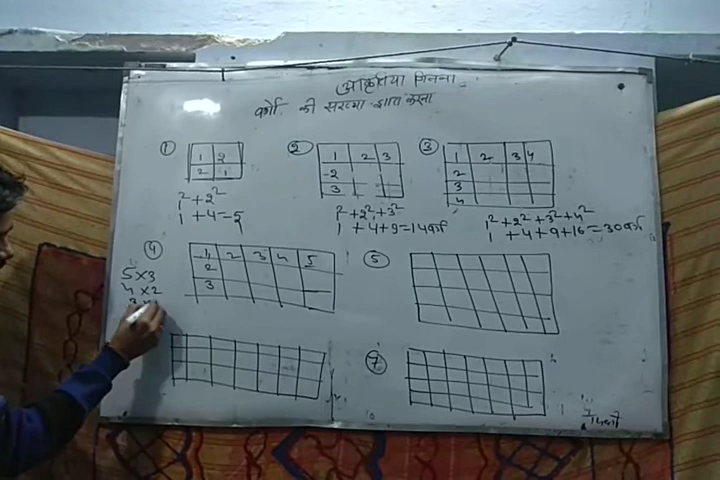 आकृतिया गिनना
वर्गो की संख्या ज्ञात करना
①
1 2
2 1
1² + 2²
1 + 4 = 5
②
1 2 3
2
3
1² + 2² + 3²
1 + 4 + 9 = 14 वर्ग
③
1 2 3 4
2
3
4
1² + 2² + 3² + 4²
1 + 4 + 9 + 16 = 30 वर्ग
④
1 2 3 4 5
2
3
5×3
4×2
3×
⑤
⑦